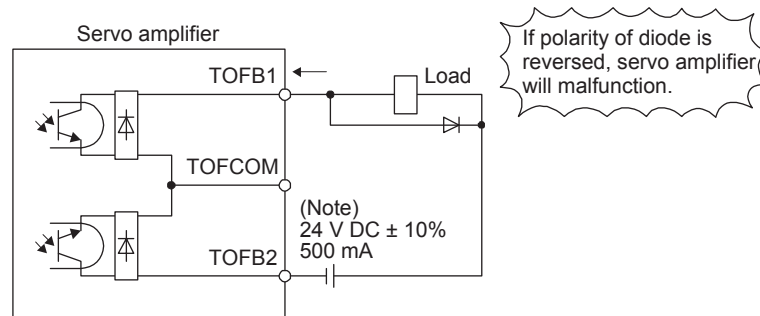 Servo amplifier
If polarity of diode is
reversed, servo amplifier
will malfunction.
TOFB1
Load
TOFCOM
(Note)
24 V DC ± 10%
500 mA
TOFB2